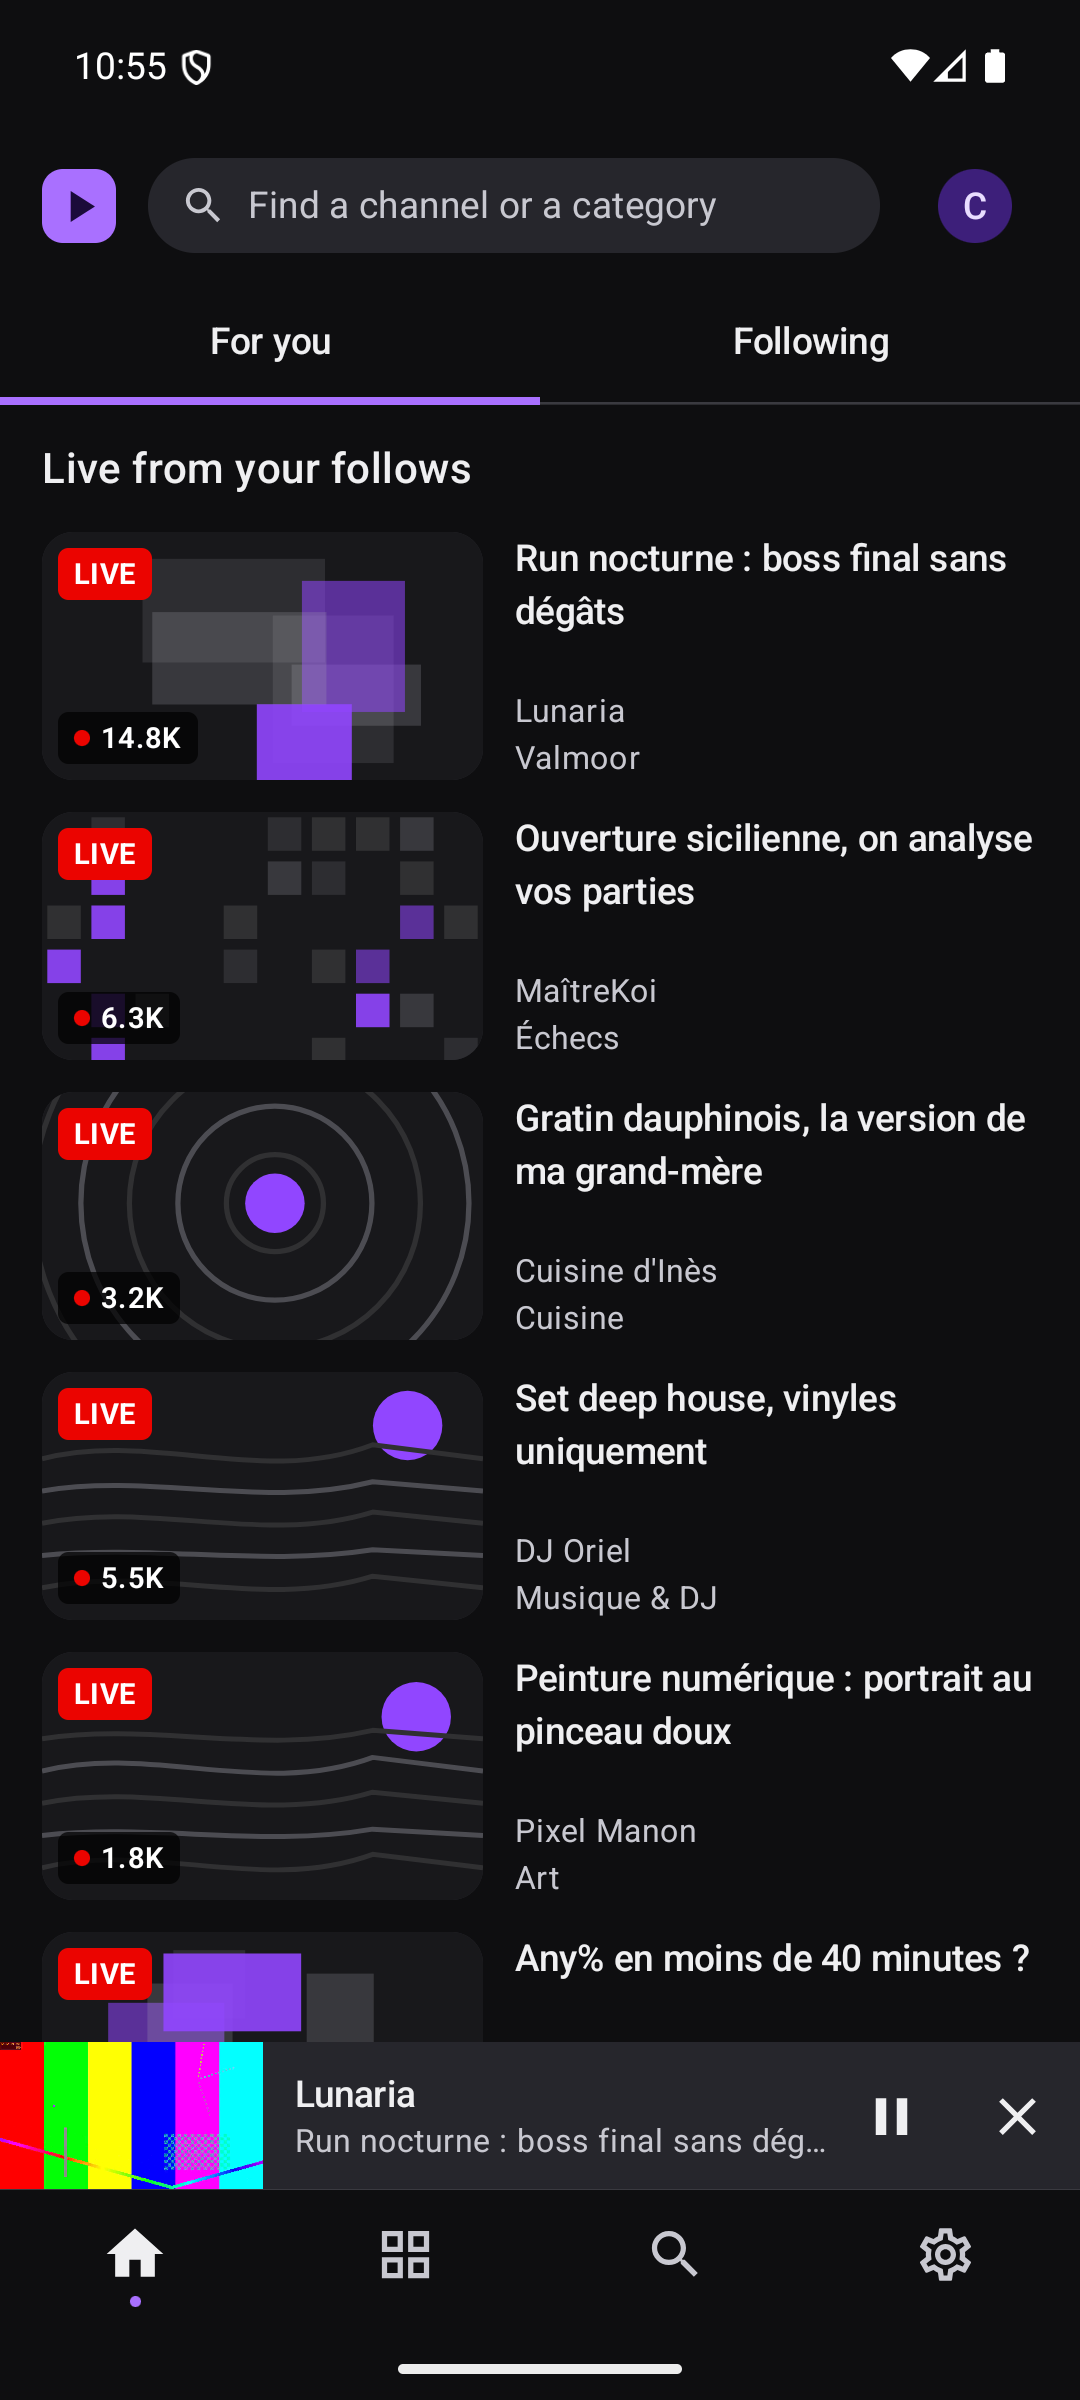 10:55
Find a channel or a category
C
For you
Following
Live from your follows
LIVE
14.8K
Run nocturne : boss final sans
dégâts
Lunaria
Valmoor
LIVE
6.3K
Ouverture sicilienne, on analyse
vos parties
MaîtreKoi
Échecs
LIVE
3.2K
Gratin dauphinois, la version de
ma grand-mère
Cuisine d'Inès
Cuisine
LIVE
5.5K
Set deep house, vinyles
uniquement
DJ Oriel
Musique & DJ
LIVE
1.8K
Peinture numérique : portrait au
pinceau doux
Pixel Manon
Art
LIVE
Any% en moins de 40 minutes ?
Lunaria
Run nocturne : boss final sans dég…